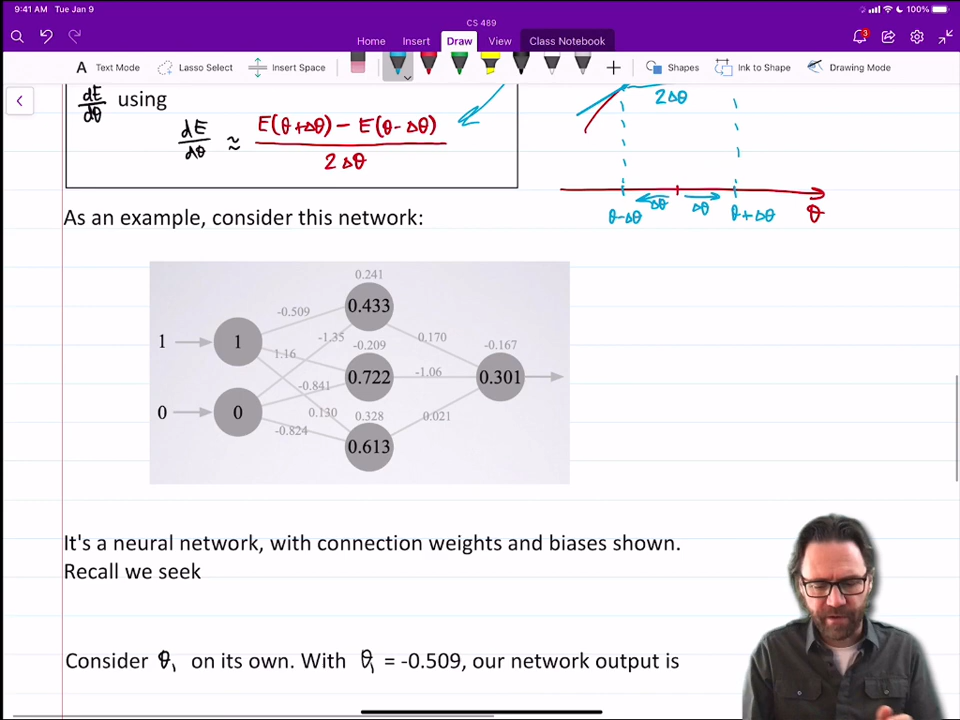 9:41 AM Tue Jan 9
100%
CS 489
Home Insert Draw View Class Notebook
3
A Text Mode Lasso Select Insert Space Shapes Ink to Shape Drawing Mode
dE/dθ using
dE/dθ ≈ E(θ+Δθ) - E(θ-Δθ) / 2Δθ
2Δθ
Δθ Δθ
θ-Δθ θ+Δθ θ
As an example, consider this network:
0.241
-0.509 0.433
1 1 -1.35 0.170
1.16 -0.209 -0.167
0.722 -1.06 0.301
-0.841
0 0 0.130 0.328 0.021
-0.824
0.613
It's a neural network, with connection weights and biases shown.
Recall we seek
Consider θ₁ on its own. With θ₁ = -0.509, our network output is